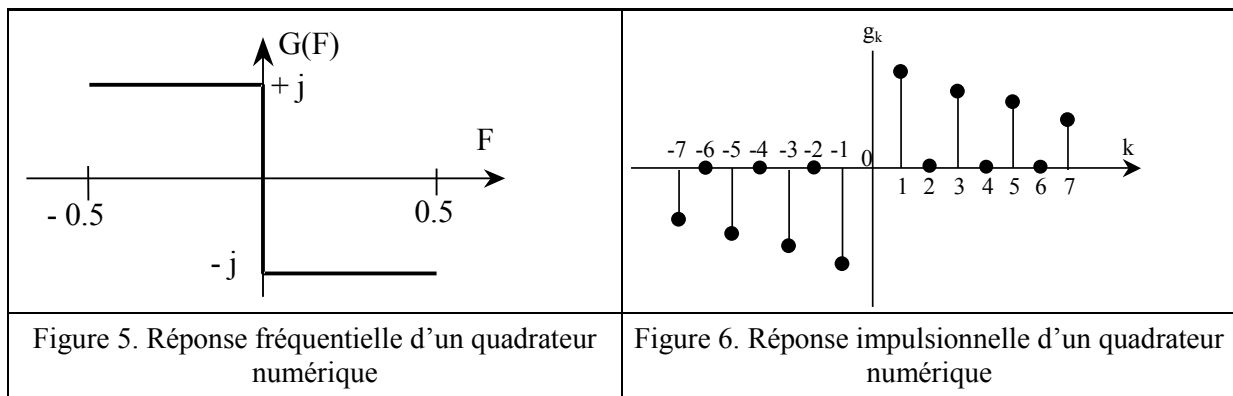 G(F)
+ j
F
- 0.5
0.5
- j
Figure 5. Réponse fréquentielle d'un quadrateur
numérique
g_k
-7 -6 -5 -4 -3 -2 -1 0
k
1 2 3 4 5 6 7
Figure 6. Réponse impulsionnelle d'un quadrateur
numérique